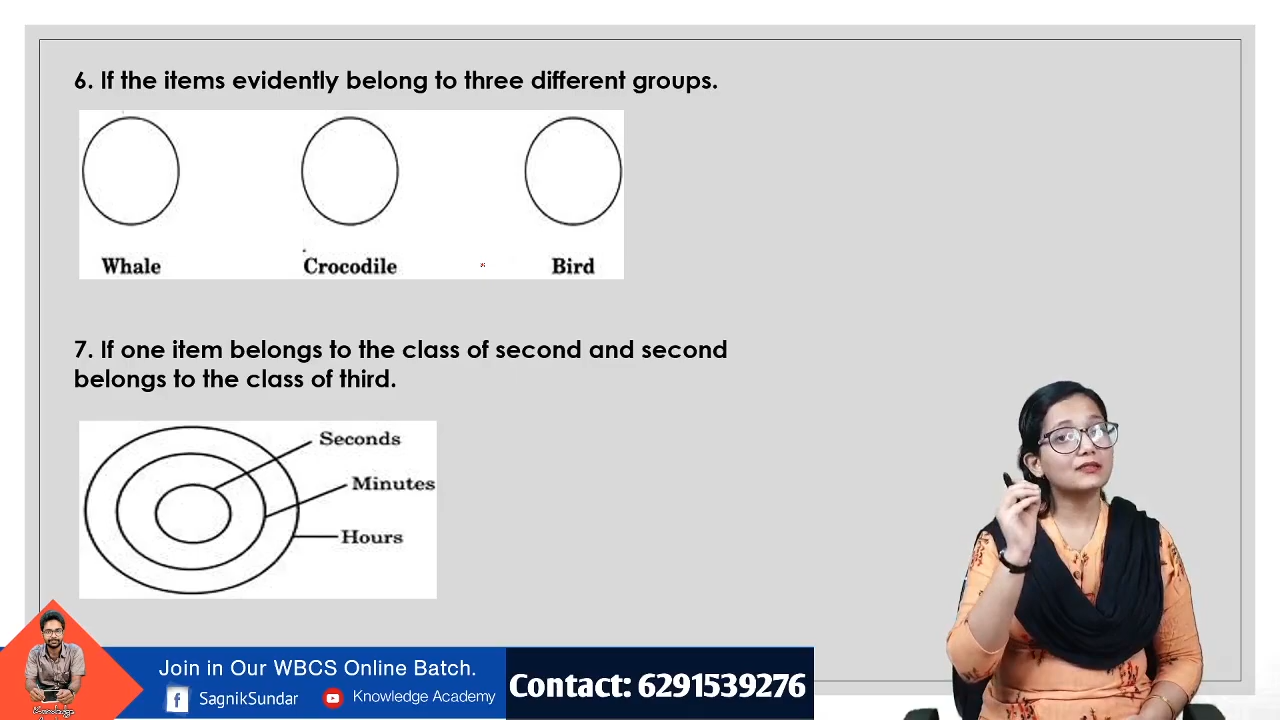 6. If the items evidently belong to three different groups.
Whale
Crocodile
Bird
7. If one item belongs to the class of second and second
belongs to the class of third.
Seconds
Minutes
Hours
Join in Our WBCS Online Batch.
SagnikSundar
Knowledge Academy
Contact: 6291539276